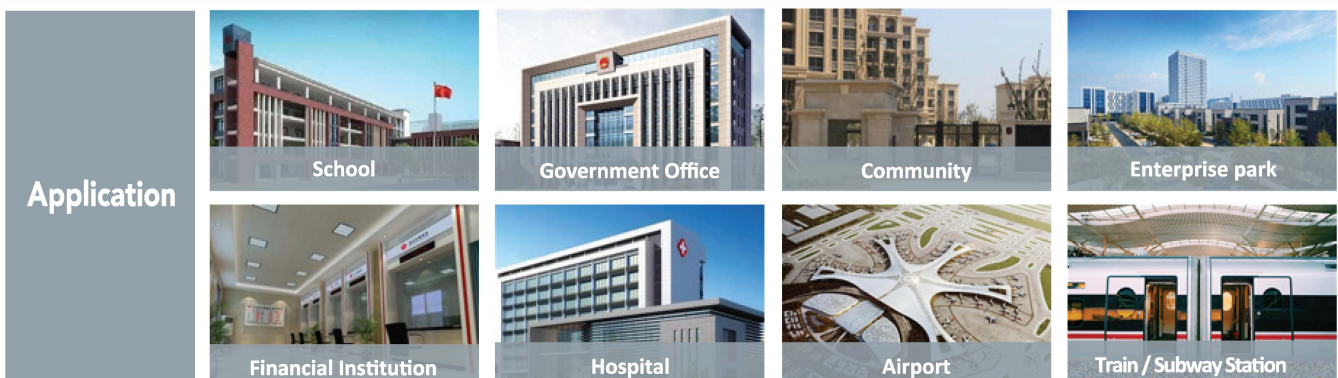 Application
School
Government Office
Community
Enterprise park
Financial Institution
Hospital
Airport
Train / Subway Station